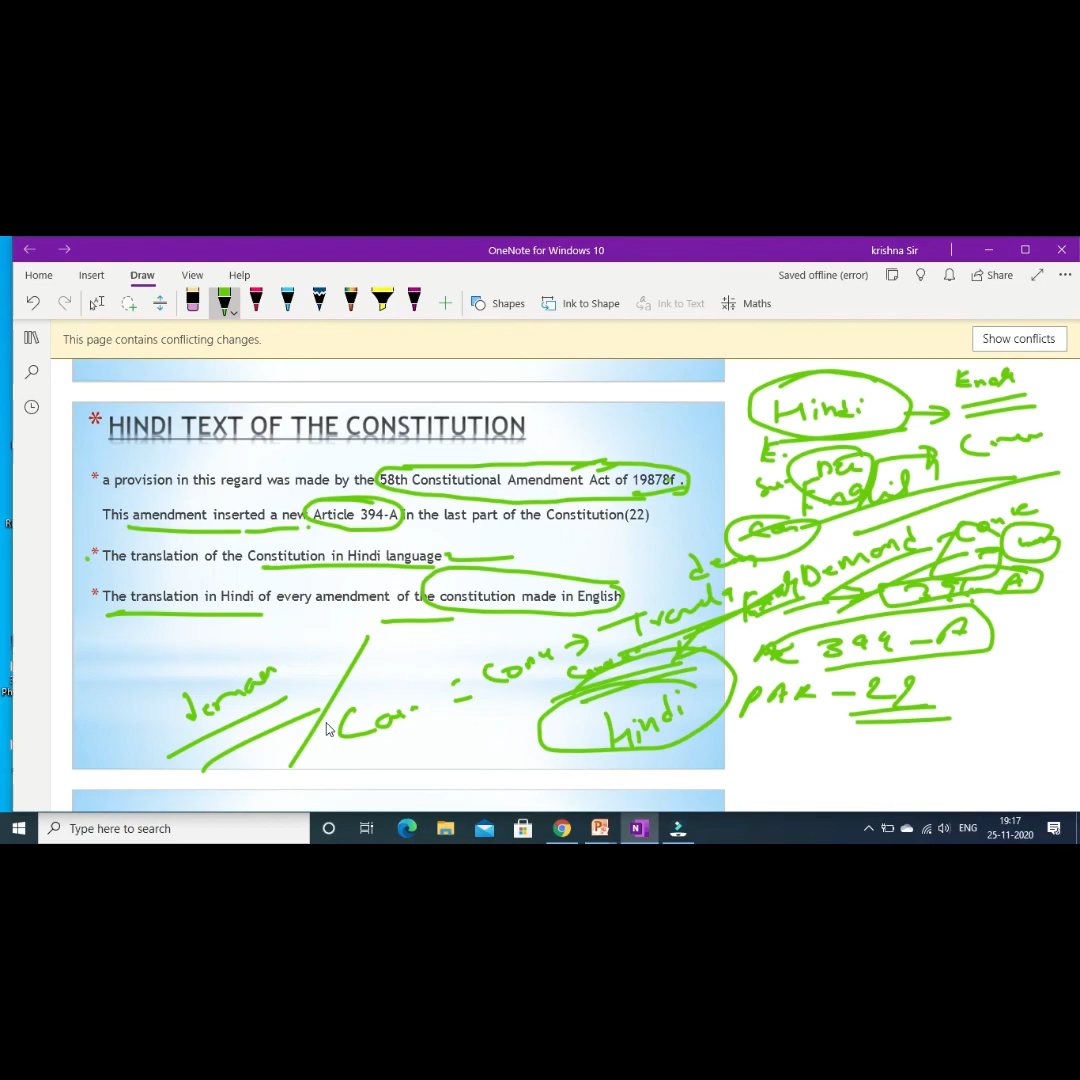 OneNote for Windows 10
krishna Sir
Home Insert Draw View Help
Saved offline (error)
Share
Shapes
Ink to Shape
Ink to Text
Maths
This page contains conflicting changes.
Show conflicts
* HINDI TEXT OF THE CONSTITUTION
* a provision in this regard was made by the 58th Constitutional Amendment Act of 19878f .
This amendment inserted a new Article 394-A in the last part of the Constitution(22)
* The translation of the Constitution in Hindi language
* The translation in Hindi of every amendment of the constitution made in English
Hindi
Demand
394 - A
PAR - 22
Hindi
Type here to search
ENG
19:17
25-11-2020